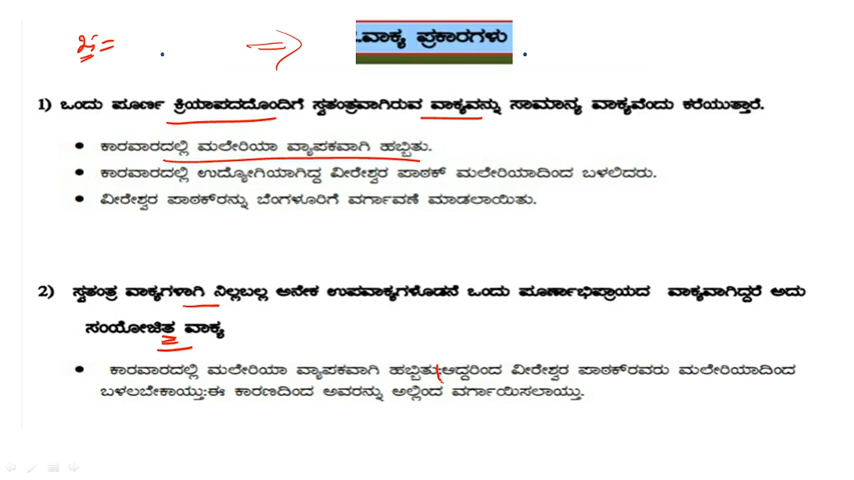 .ವಾಕ್ಯ ಪ್ರಕಾರಗಳು
1) ಒಂದು ಪೂರ್ಣ ಕ್ರಿಯಾಪದದೊಂದಿಗೆ ಸ್ವತಂತ್ರವಾಗಿರುವ ವಾಕ್ಯವನ್ನು ಸಾಮಾನ್ಯ ವಾಕ್ಯವೆಂದು ಕರೆಯುತ್ತಾರೆ.
• ಕಾರವಾರದಲ್ಲಿ ಮಲೇರಿಯಾ ವ್ಯಾಪಕವಾಗಿ ಹಬ್ಬಿತು.
• ಕಾರವಾರದಲ್ಲಿ ಉದ್ಯೋಗಿಯಾಗಿದ್ದ ವೀರೇಶ್ವರ ಪಾಠಕ್ ಮಲೇರಿಯಾದಿಂದ ಬಳಲಿದರು.
• ವೀರೇಶ್ವರ ಪಾಠಕ್‌ರನ್ನು ಬೆಂಗಳೂರಿಗೆ ವರ್ಗಾವಣೆ ಮಾಡಲಾಯಿತು.
2) ಸ್ವತಂತ್ರ ವಾಕ್ಯಗಳಾಗಿ ನಿಲ್ಲಬಲ್ಲ ಅನೇಕ ಉಪವಾಕ್ಯಗಳೊಡನೆ ಒಂದು ಪೂರ್ಣಾಭಿಪ್ರಾಯದ ವಾಕ್ಯವಾಗಿದ್ದರೆ ಅದು
ಸಂಯೋಜಿತ ವಾಕ್ಯ
• ಕಾರವಾರದಲ್ಲಿ ಮಲೇರಿಯಾ ವ್ಯಾಪಕವಾಗಿ ಹಬ್ಬಿತು;ಆದ್ದರಿಂದ ವೀರೇಶ್ವರ ಪಾಠಕ್‌ರವರು ಮಲೇರಿಯಾದಿಂದ
ಬಳಲಬೇಕಾಯ್ತು;ಈ ಕಾರಣದಿಂದ ಅವರನ್ನು ಅಲ್ಲಿಂದ ವರ್ಗಾಯಿಸಲಾಯ್ತು.